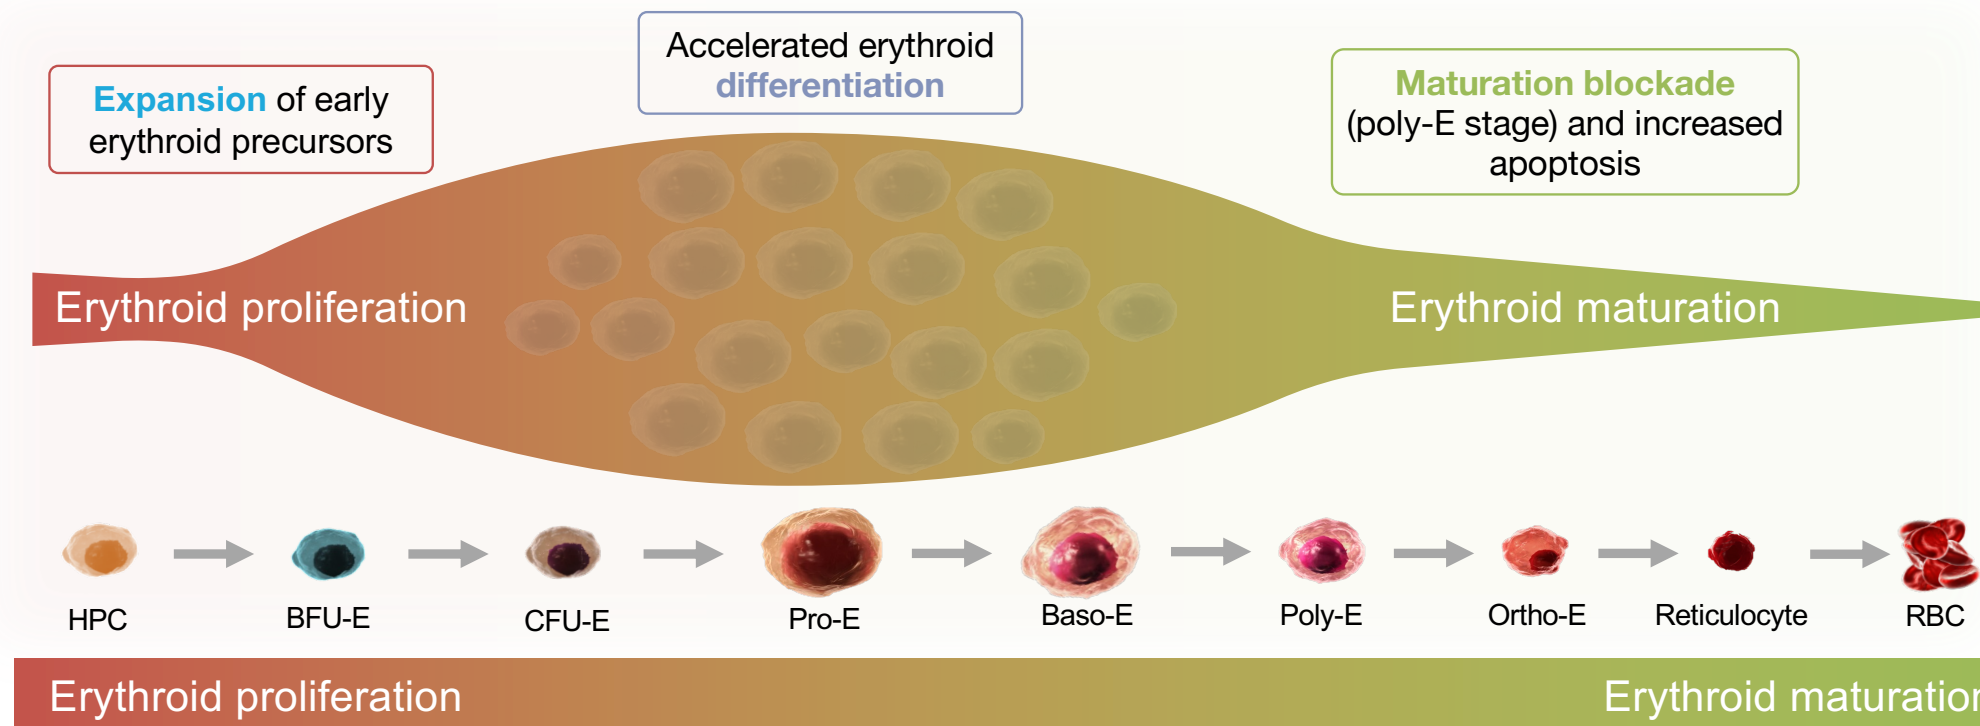 Expansion of early
erythroid precursors
Accelerated erythroid
differentiation
Maturation blockade
(poly-E stage) and increased
apoptosis
Erythroid proliferation
Erythroid maturation
HPC
BFU-E
CFU-E
Pro-E
Baso-E
Poly-E
Ortho-E
Reticulocyte
RBC
Erythroid proliferation
Erythroid maturation